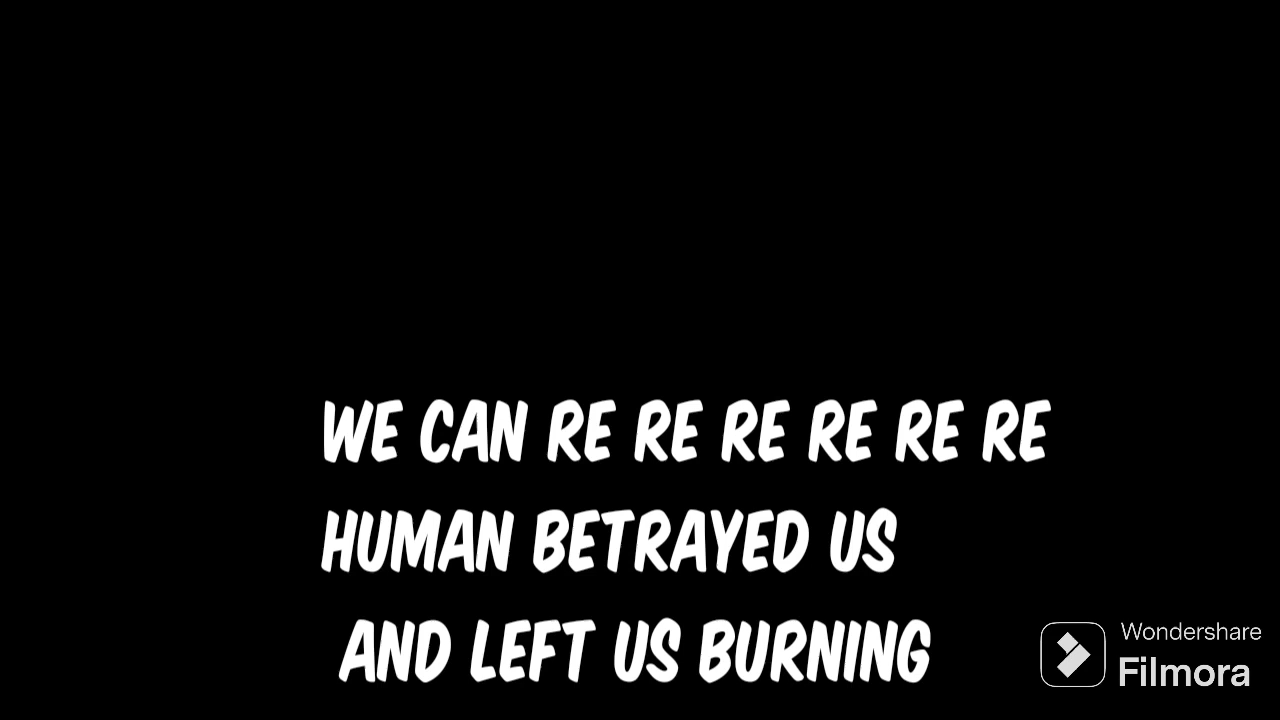 WE CAN RE RE RE RE RE RE
HUMAN BETRAYED US
AND LEFT US BURNING
Wondershare
Filmora